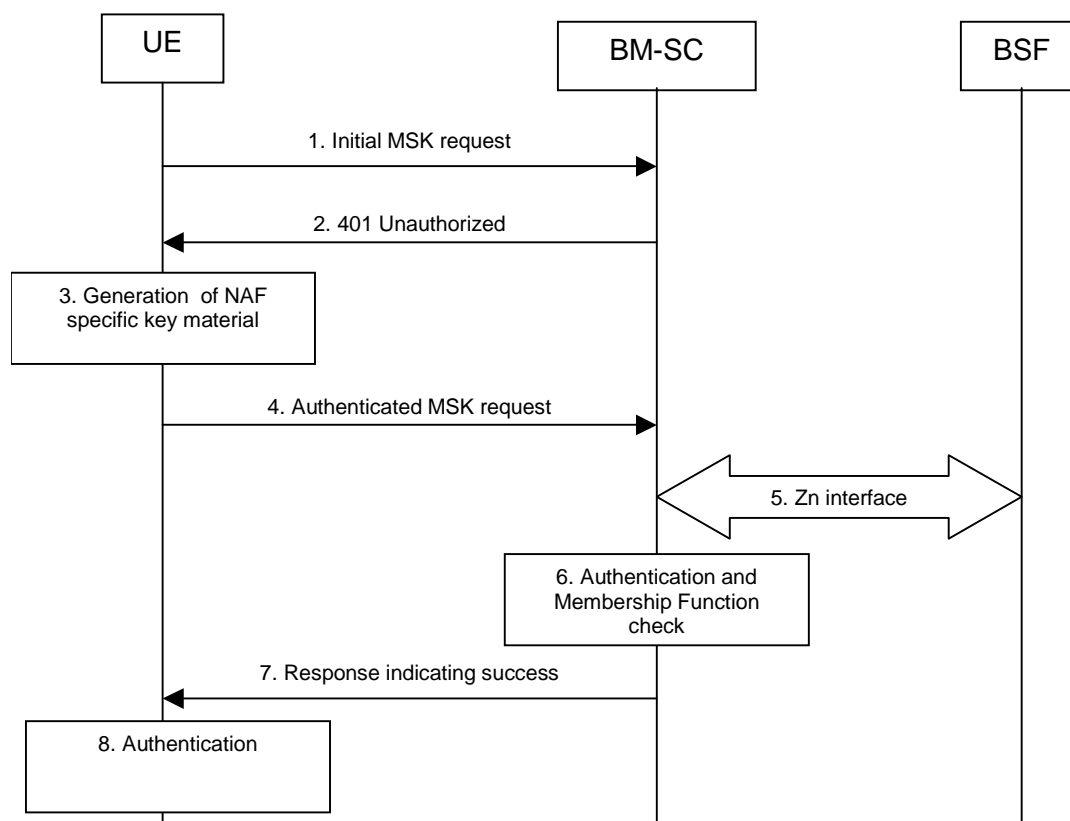 UE
BM-SC
BSF
1. Initial MSK request
2. 401 Unauthorized
3. Generation of NAF
specific key material
4. Authenticated MSK request
5. Zn interface
6. Authentication and
Membership Function
check
7. Response indicating success
8. Authentication